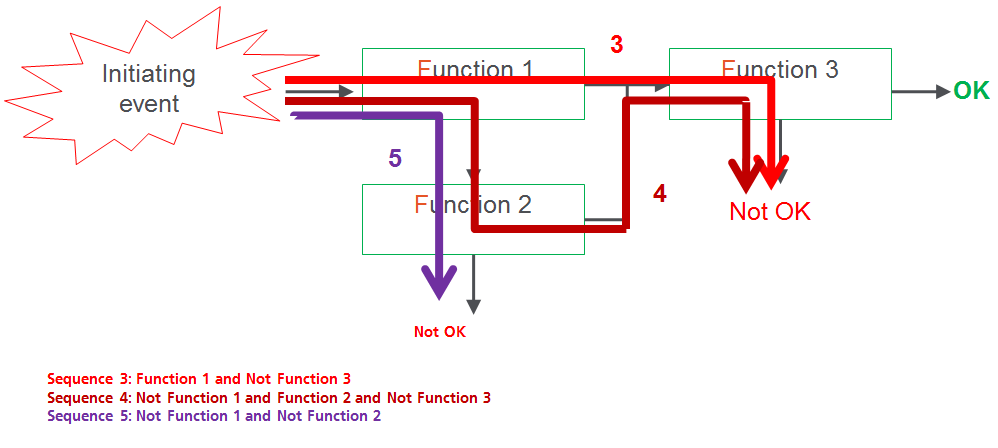 Initiating
event
Function 1
3
Function 3
OK
5
Function 2
4
Not OK
Not OK
Sequence 3: Function 1 and Not Function 3
Sequence 4: Not Function 1 and Function 2 and Not Function 3
Sequence 5: Not Function 1 and Not Function 2